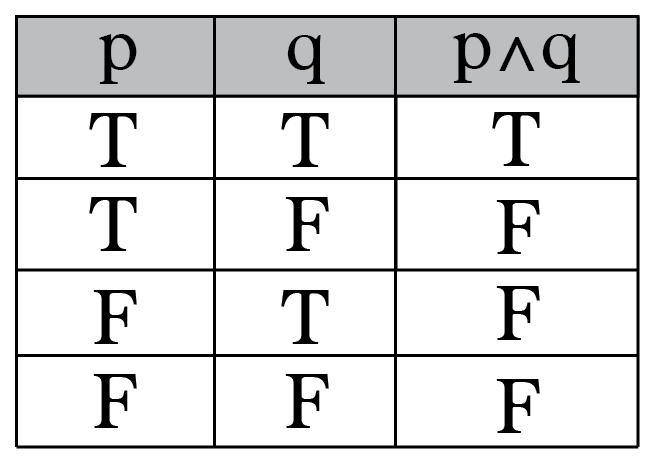 p q p∧q
T T T
T F F
F T F
F F F